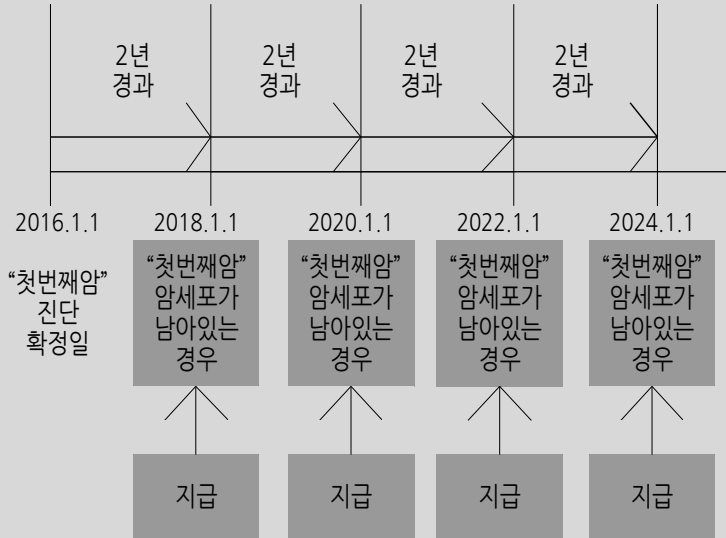 2년
경과
2년
경과
2년
경과
2년
경과
2016.1.1
2018.1.1
2020.1.1
2022.1.1
2024.1.1
“첫번째암”
진단
확정일
“첫번째암”
암세포가
남아있는
경우
“첫번째암”
암세포가
남아있는
경우
“첫번째암”
암세포가
남아있는
경우
“첫번째암”
암세포가
남아있는
경우
지급
지급
지급
지급